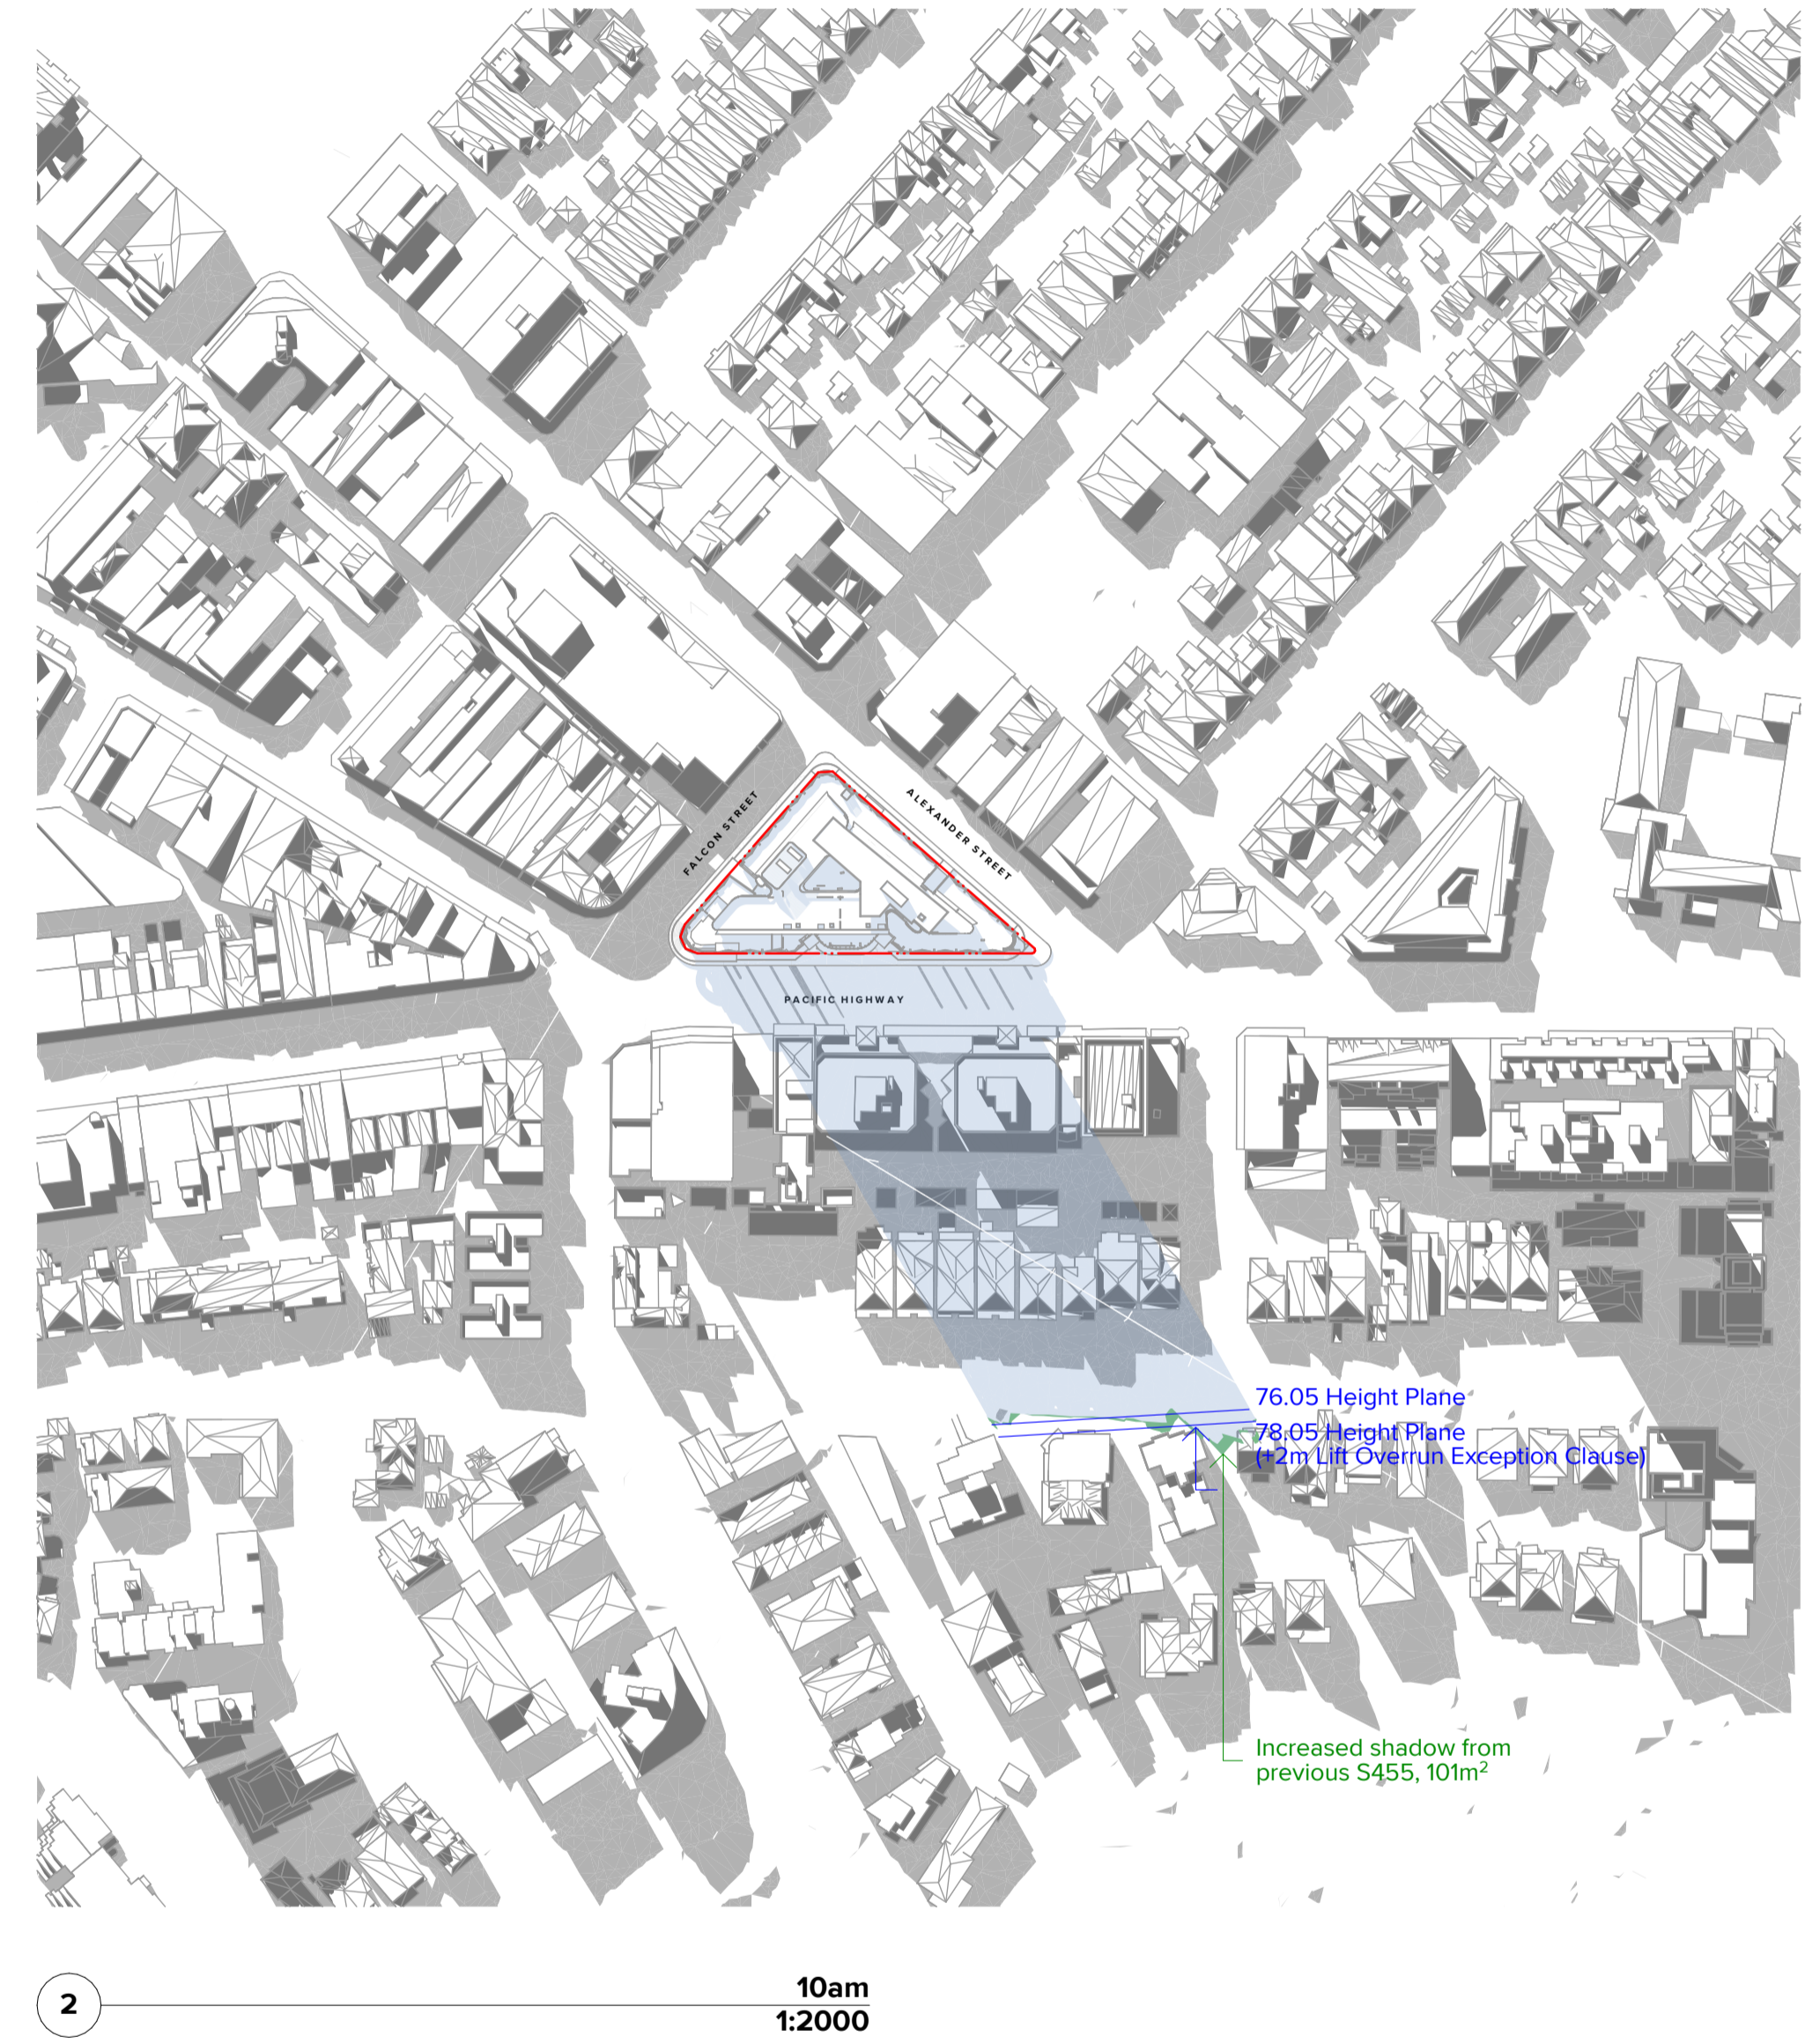 FALCON STREET
ALEXANDER STREET
PACIFIC HIGHWAY
76.05 Height Plane
78.05 Height Plane
(+2m Lift Overrun Exception Clause)
Increased shadow from
previous S455, 101m²
2
10am
1:2000